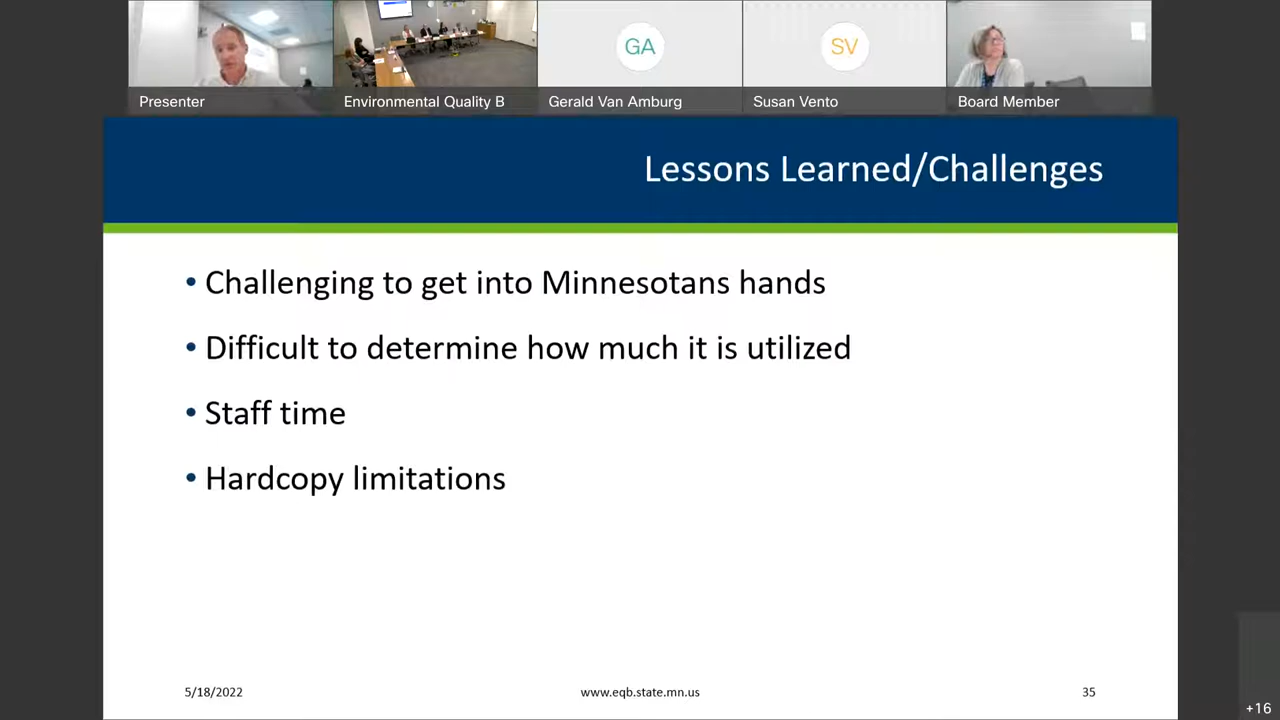 GA
SV
Presenter
Environmental Quality B
Gerald Van Amburg
Susan Vento
Board Member
Lessons Learned/Challenges
• Challenging to get into Minnesotans hands
• Difficult to determine how much it is utilized
• Staff time
• Hardcopy limitations
5/18/2022
www.eqb.state.mn.us
35
+16